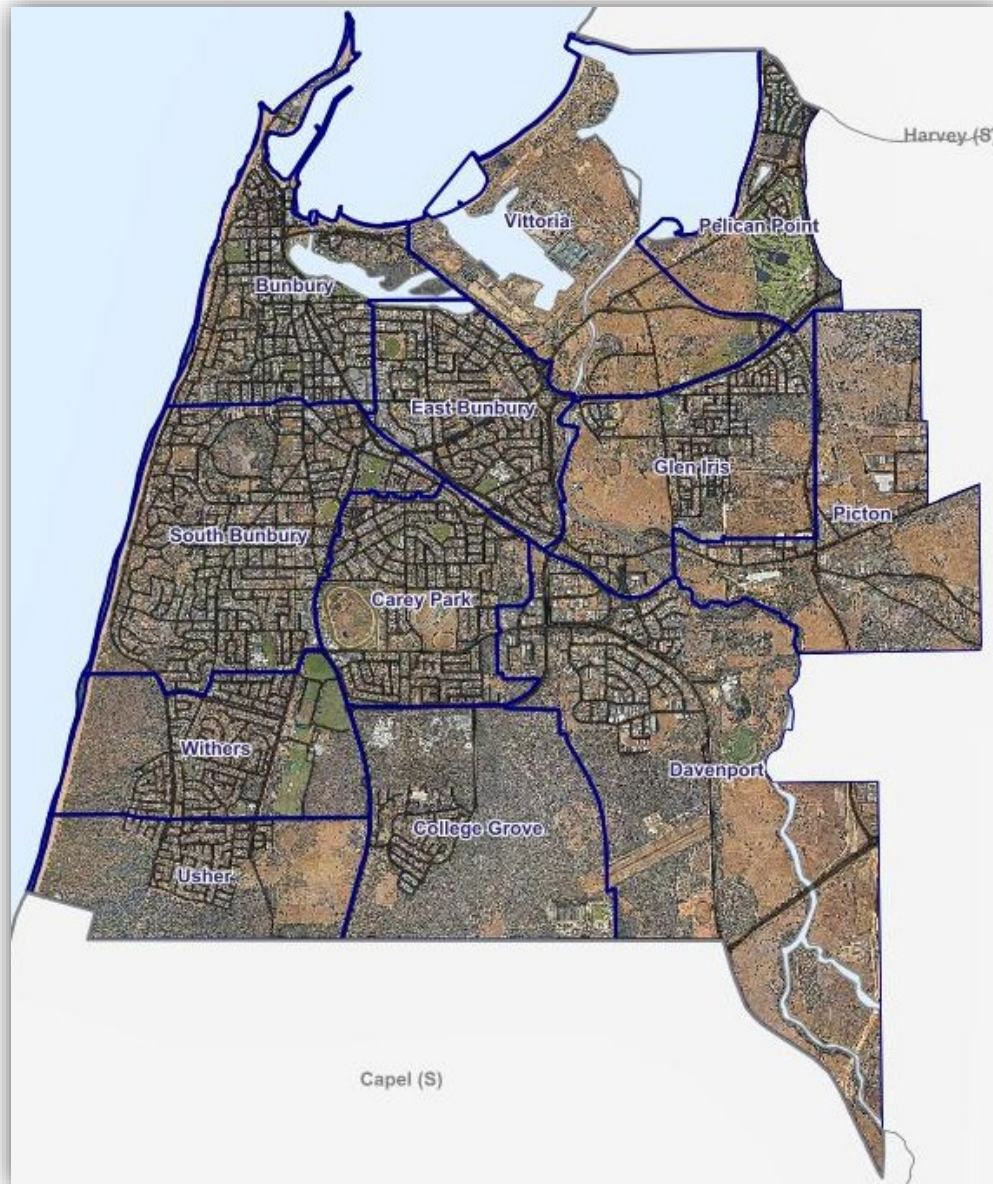 Harvey (S)
Vittoria
Pelican Point
Bunbury
East Bunbury
Glen Iris
Picton
South Bunbury
Carey Park
Withers
Davenport
College Grove
Usher
Capel (S)